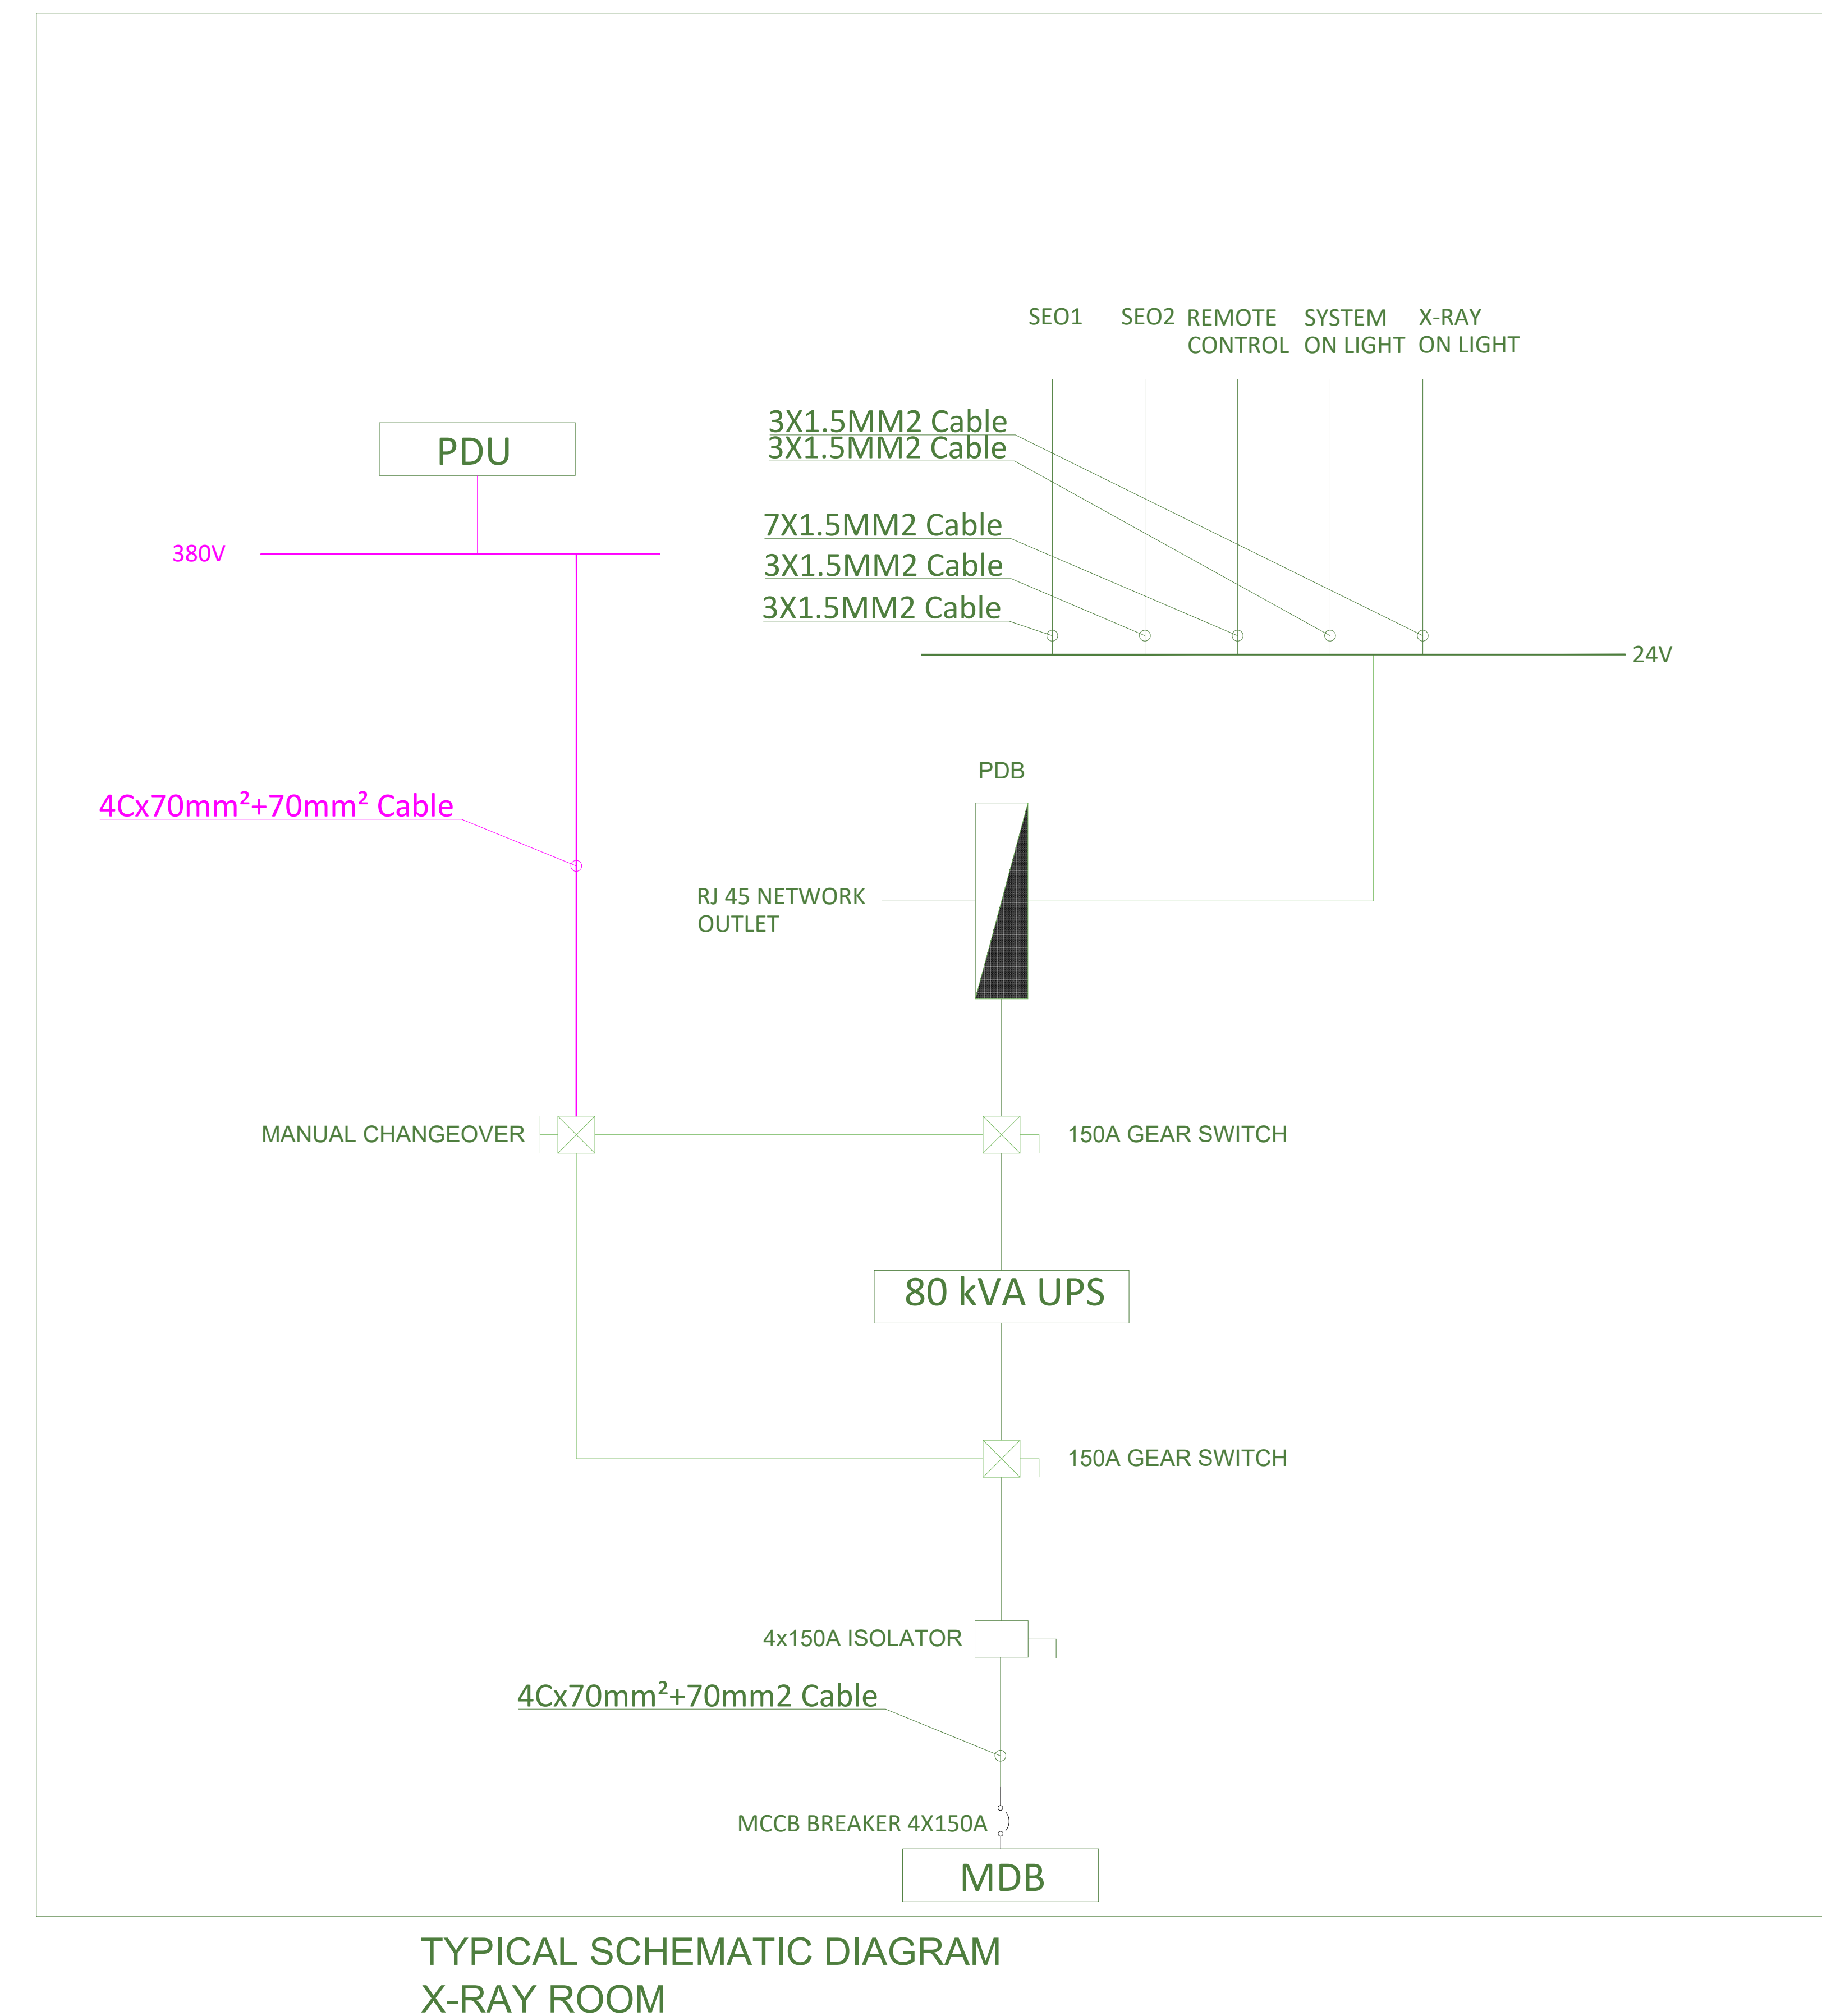 SEO1
SEO2
REMOTE
CONTROL
SYSTEM
ON LIGHT
X-RAY
ON LIGHT
3X1.5MM2 Cable
3X1.5MM2 Cable
PDU
7X1.5MM2 Cable
380V
3X1.5MM2 Cable
3X1.5MM2 Cable
24V
PDB
4Cx70mm²+70mm² Cable
RJ 45 NETWORK
OUTLET
MANUAL CHANGEOVER
150A GEAR SWITCH
80 kVA UPS
150A GEAR SWITCH
4x150A ISOLATOR
4Cx70mm²+70mm2 Cable
MCCB BREAKER 4X150A
MDB
TYPICAL SCHEMATIC DIAGRAM
X-RAY ROOM